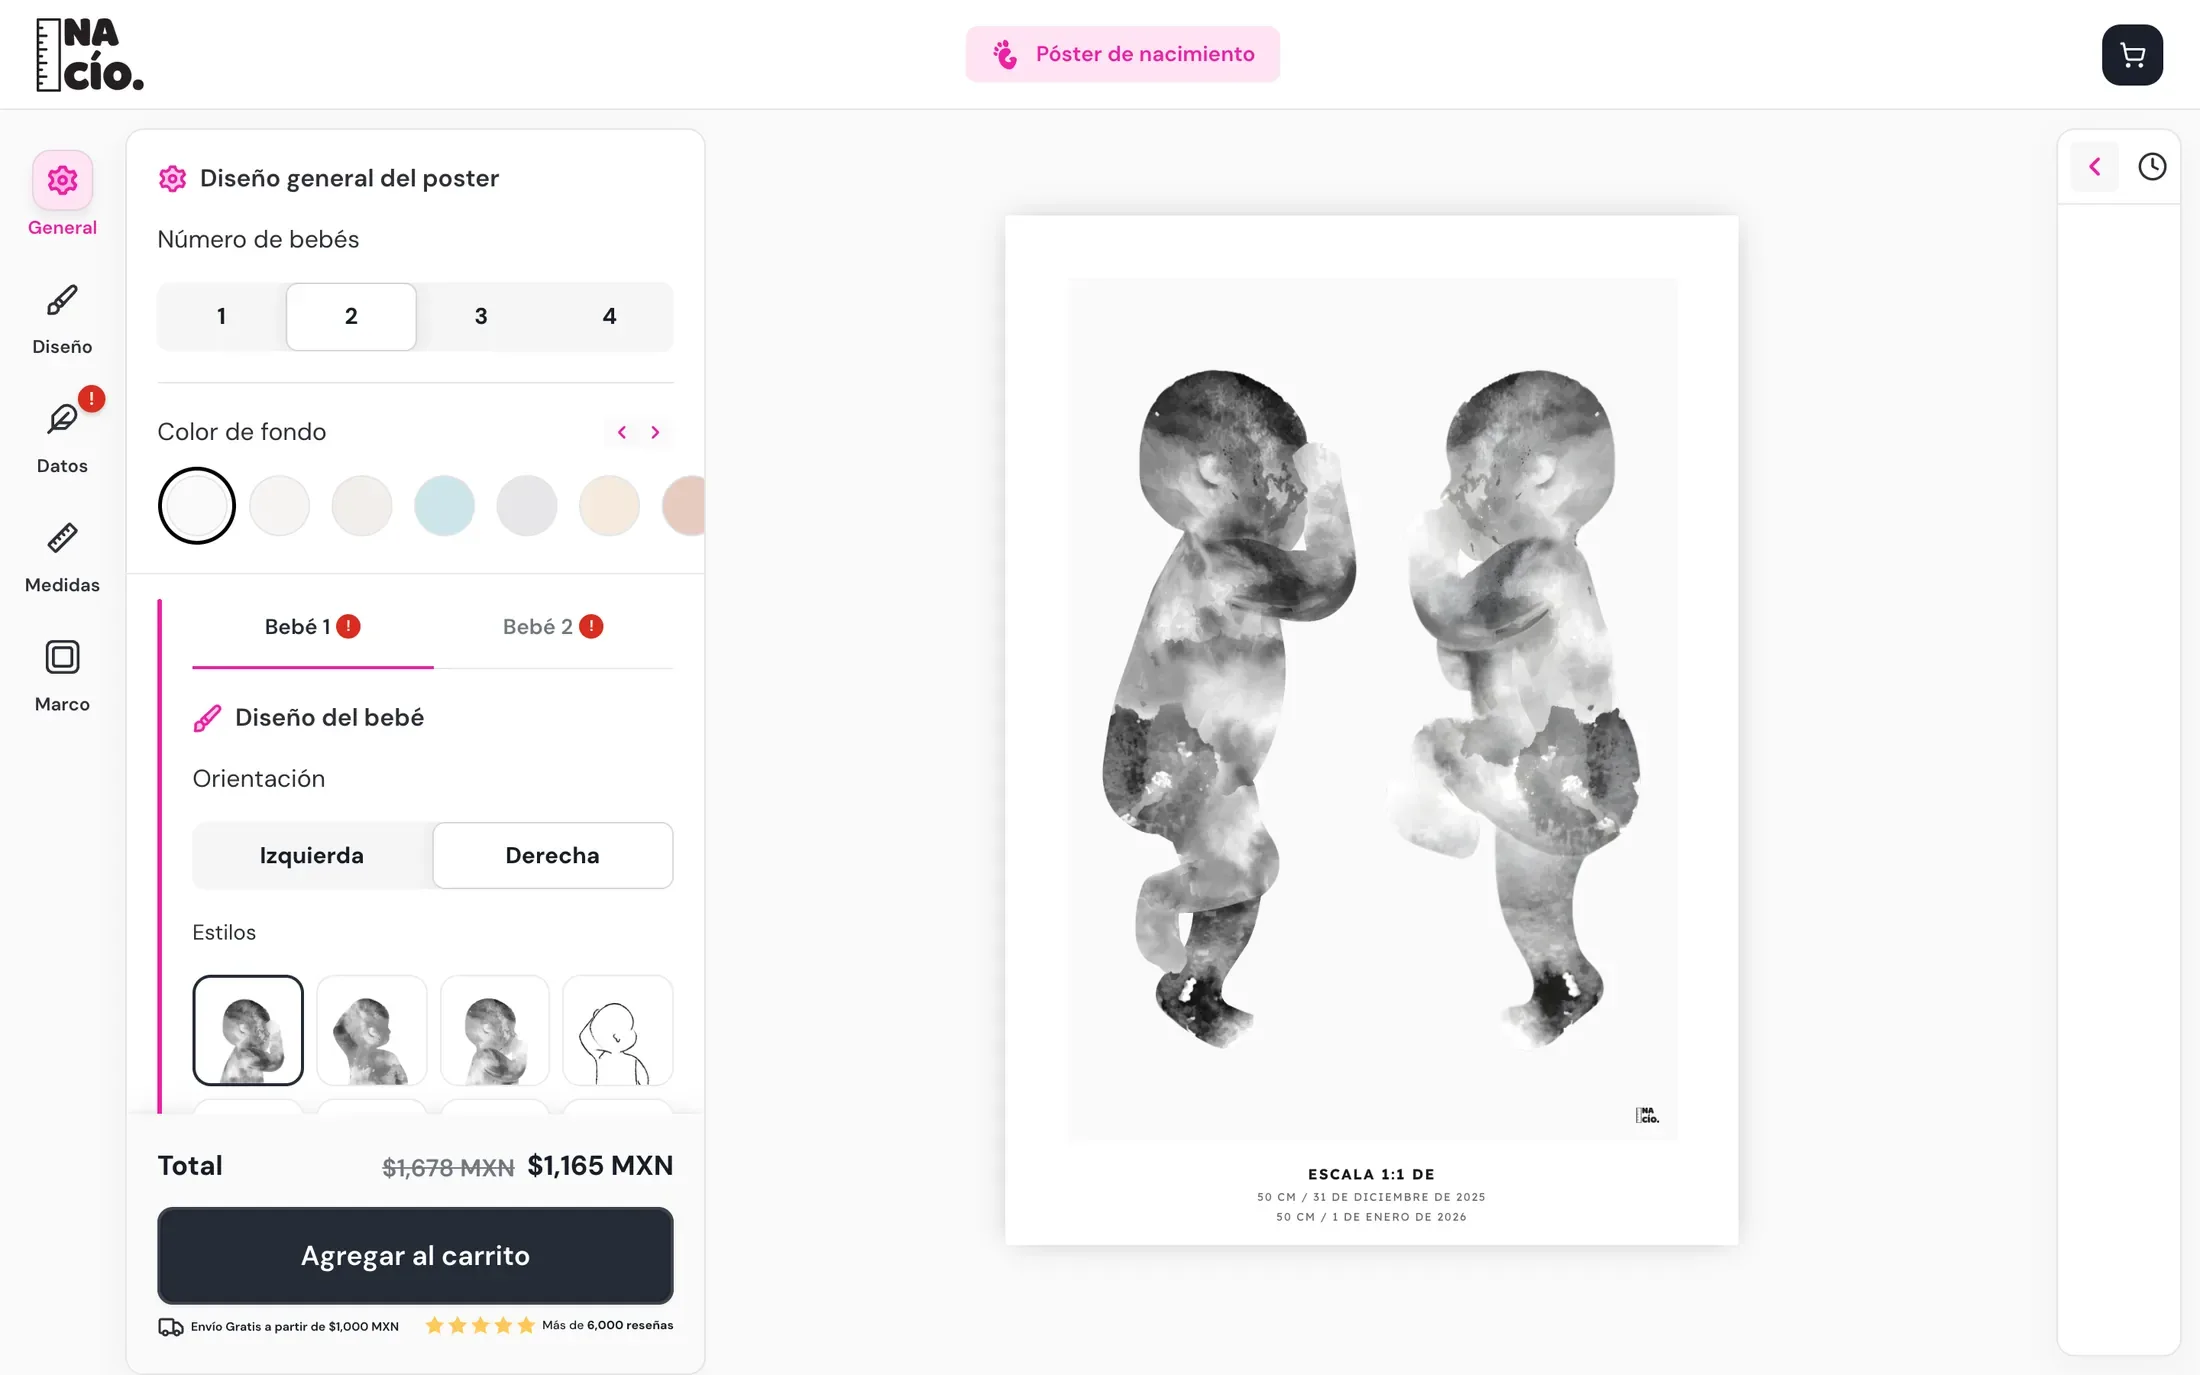 NA
cío.
Póster de nacimiento
General
Diseño
!
Datos
Medidas
Marco
Diseño general del poster
Número de bebés
1 2 3 4
Color de fondo
Bebé 1 ! Bebé 2 !
Diseño del bebé
Orientación
Izquierda Derecha
Estilos
Total $1,678 MXN $1,165 MXN
Agregar al carrito
Envío Gratis a partir de $1,000 MXN Más de 6,000 reseñas
NA
cío.
ESCALA 1:1 DE
50 CM / 31 DE DICIEMBRE DE 2025
50 CM / 1 DE ENERO DE 2026